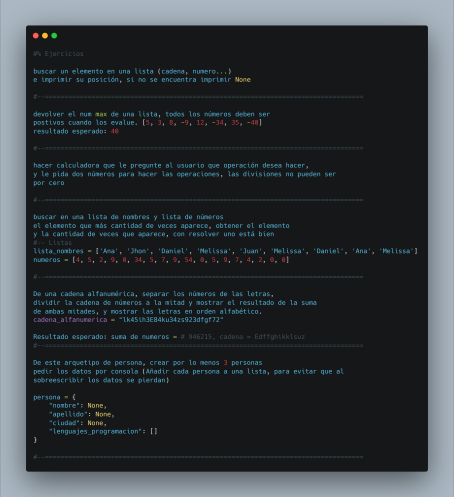 #% Ejercicios
buscar un elemento en una lista (cadena, numero...)
e imprimir su posición, si no se encuentra imprimir None
devolver el num max de una lista, todos los números deben ser
postivos cuando los evalue. [5, 3, 8, -9, 12, -34, 35, -40]
resultado esperado: 40
hacer calculadora que le pregunte al usuario que operación desea hacer,
y le pida dos números para hacer las operaciones, las divisiones no pueden ser
por cero
buscar en una lista de nombres y lista de números
el elemento que más cantidad de veces aparece, obtener el elemento
y la cantidad de veces que aparece, con resolver uno está bien
#-- Listas
lista_nombres = ['Ana', 'Jhon', 'Daniel', 'Melissa', 'Juan', 'Melissa', 'Daniel', 'Ana', 'Melissa']
numeros = [4, 5, 2, 9, 8, 34, 5, 7, 9, 54, 0, 5, 9, 7, 4, 2, 0, 8]
De una cadena alfanumérica, separar los números de las letras,
dividir la cadena de números a la mitad y mostrar el resultado de la suma
de ambas mitades, y mostrar las letras en orden alfabético.
cadena_alfanumerica =
Resultado esperado: suma de numeros = # 946215, cadena =
De este arquetipo de persona, crear por lo menos 3 personas
pedir los datos por consola (Añadir cada persona a una lista, para evitar que al
sobreescribir los datos se pierdan)
persona = {
"nombre": None,
"apellido": None,
"ciudad": None,
"lenguajes_programacion": []
}